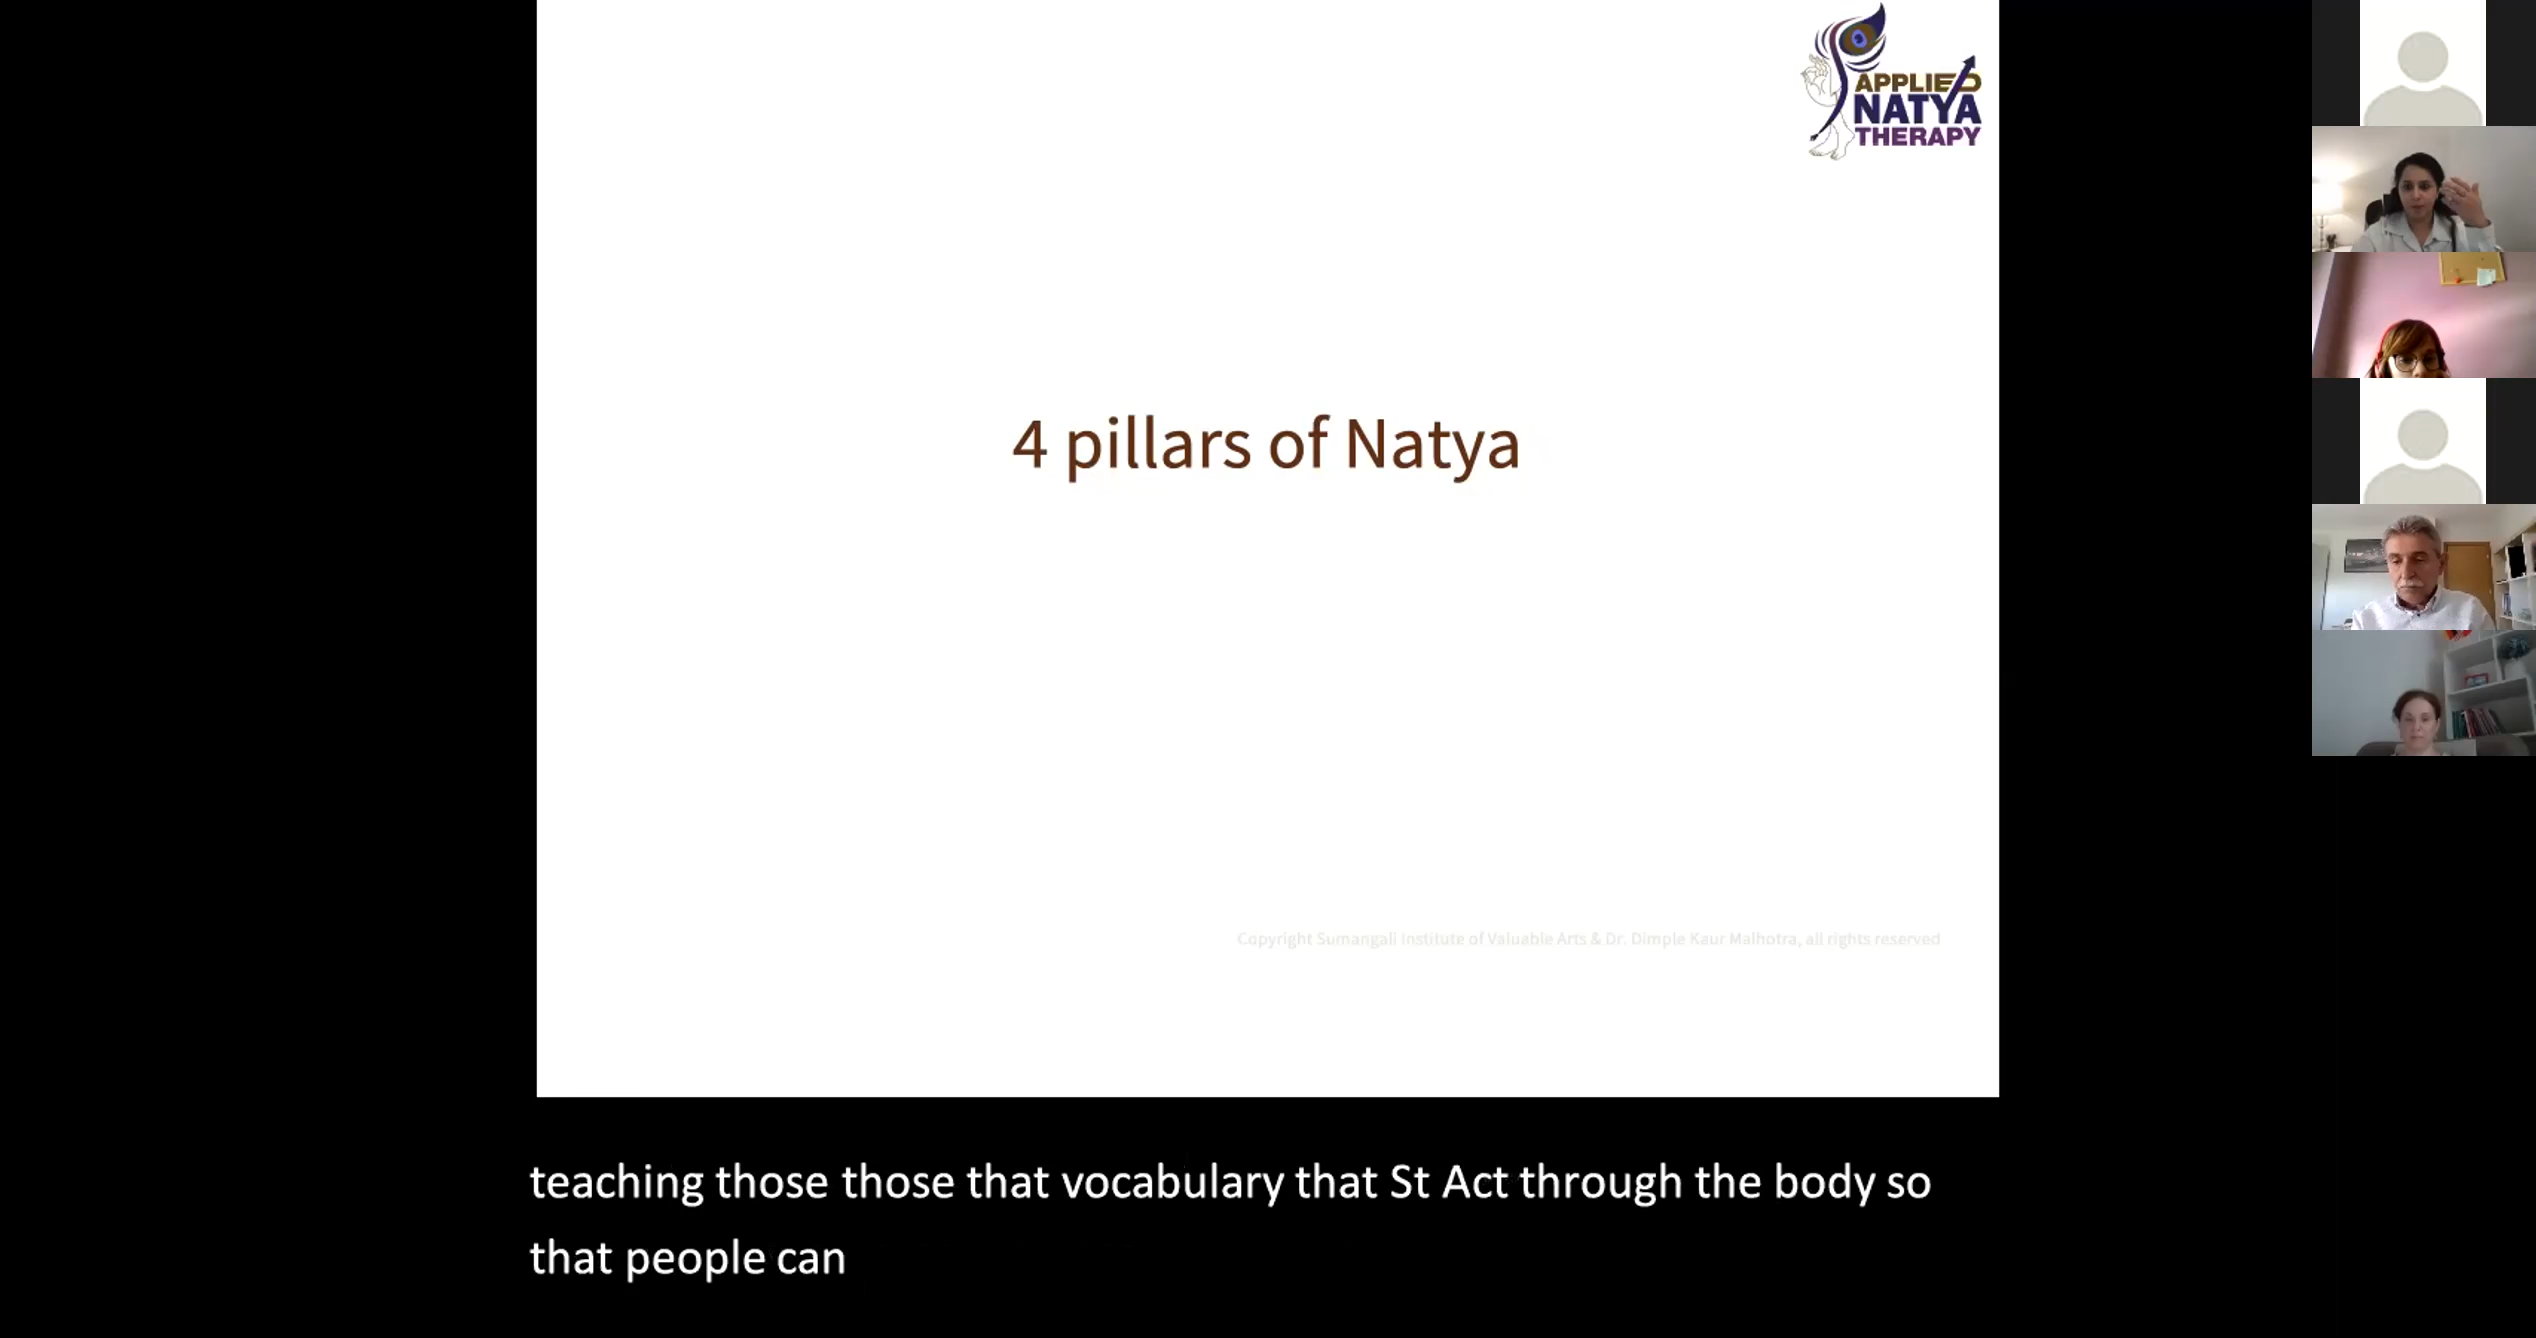 APPLIED
NATYA
THERAPY
4 pillars of Natya
Copyright Sumangali Institute of Valuable Arts & Dr. Dimple Kaur Malhotra, all rights reserved
teaching those those that vocabulary that St Act through the body so
that people can